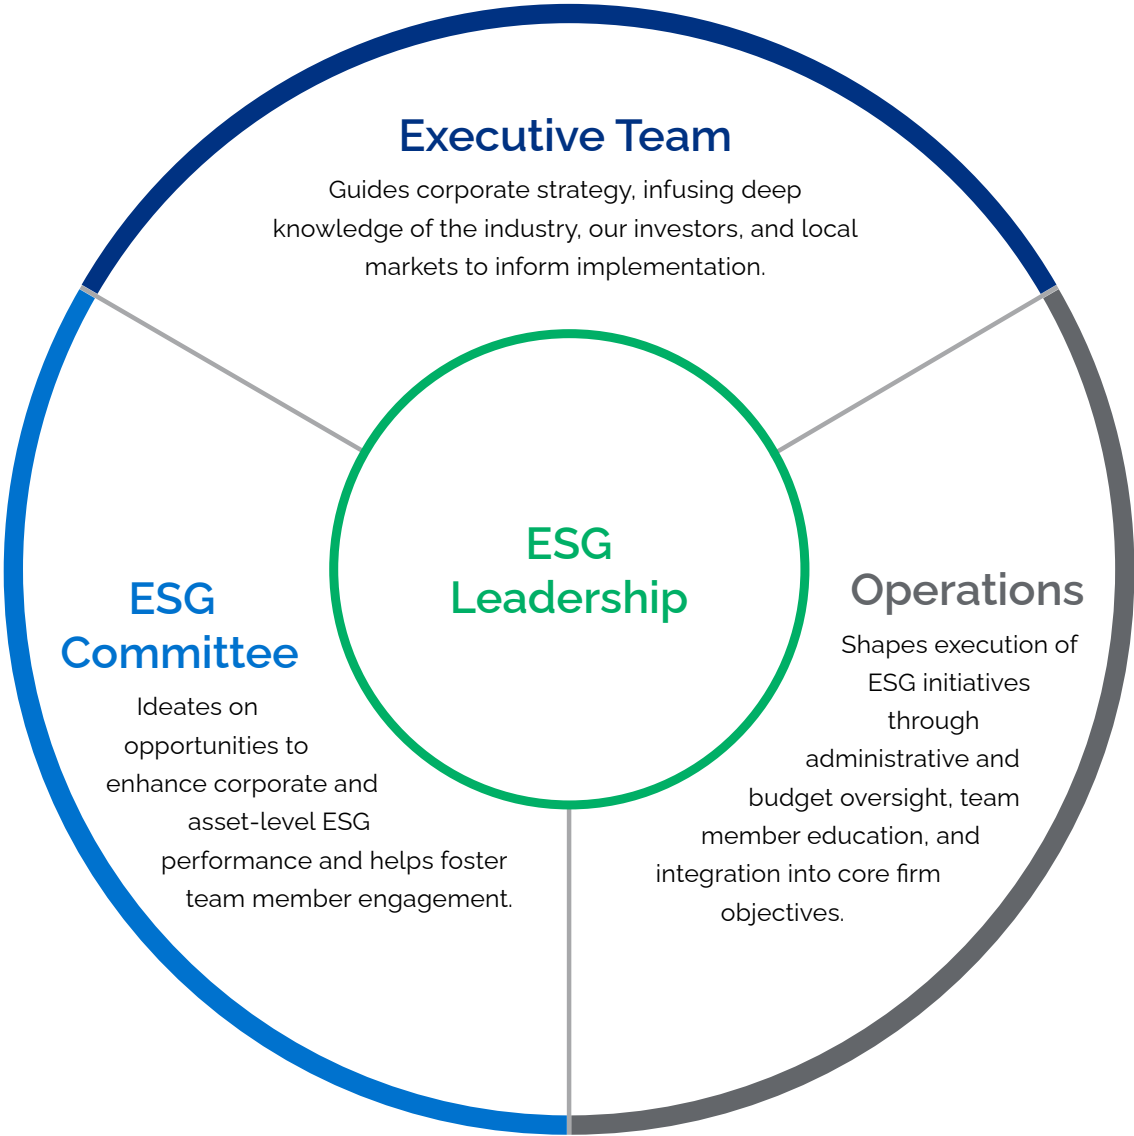 Executive Team
Guides corporate strategy, infusing deep
knowledge of the industry, our investors, and local
markets to inform implementation.
ESG
Leadership
ESG
Committee
Ideates on
opportunities to
enhance corporate and
asset-level ESG
performance and helps foster
team member engagement.
Operations
Shapes execution of
ESG initiatives
through
administrative and
budget oversight, team
member education, and
integration into core firm
objectives.